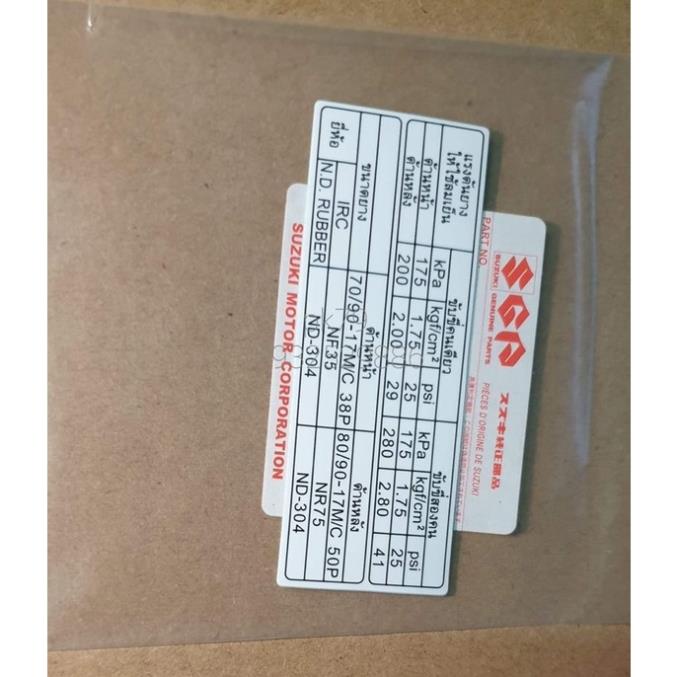 แรงดันยาง
ให้ใช้ลมเย็น
ขับขี่คนเดียว ขับขี่สองคน
kPa kgf/cm² psi kPa kgf/cm² psi
ด้านหน้า 175 1.75 25 175 1.75 25
ด้านหลัง 200 2.00 29 280 2.80 41
ขนาดยาง ด้านหน้า ด้านหลัง
70/90-17M/C 38P 80/90-17M/C 50P
ยี่ห้อ IRC NF35 NR75
N.D. RUBBER ND-304 ND-304
SGP
SUZUKI GENUINE PARTS
スズキ純正部品
PIÈCES D'ORIGINE DE SUZUKI
PART NO.
SUZUKI MOTOR CORPORATION